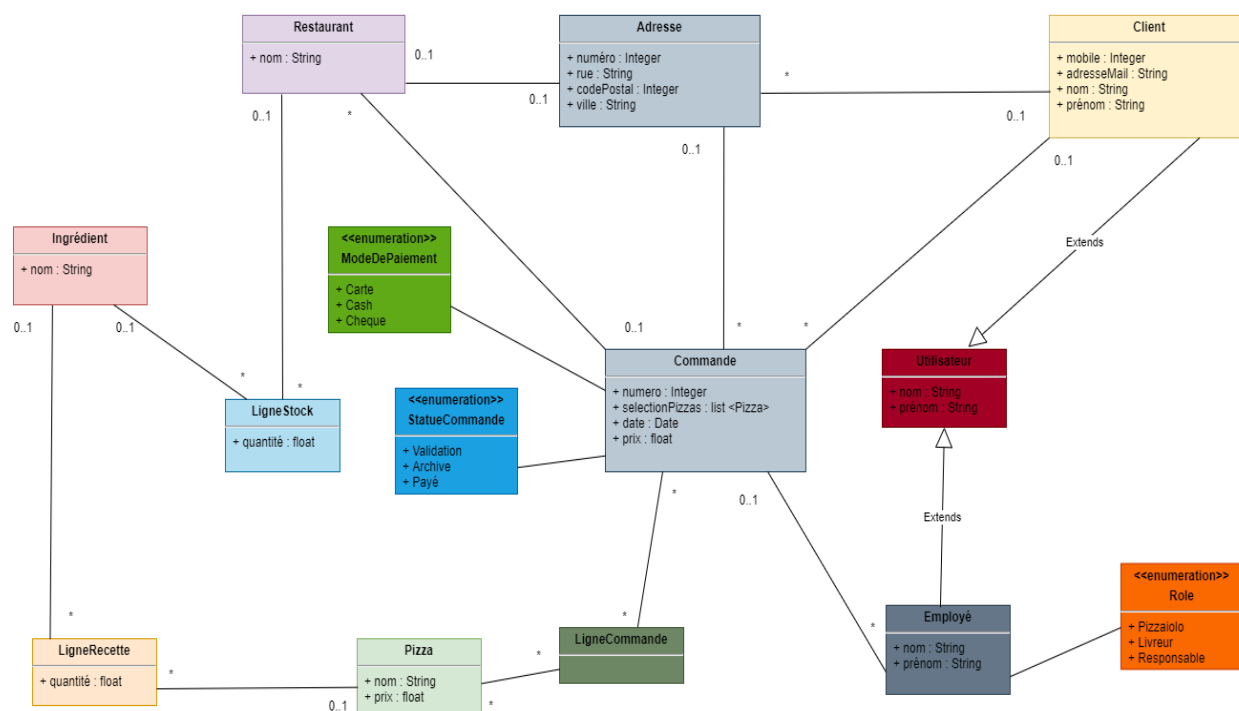 Restaurant
+ nom : String
Adresse
+ numéro : Integer
+ rue : String
+ codePostal : Integer
+ ville : String
Client
+ mobile : Integer
+ adresseMail : String
+ nom : String
+ prénom : String
0..1
0..1
*
0..1
0..1
*
0..1
0..1
Extends
Ingrédient
+ nom : String
0..1
0..1
<<enumeration>>
ModeDePaiement
+ Carte
+ Cash
+ Cheque
0..1
*
*
Commande
+ numero : Integer
+ selectionPizzas : list <Pizza>
+ date : Date
+ prix : float
Utilisateur
+ nom : String
+ prénom : String
*
*
LigneStock
+ quantité : float
<<enumeration>>
StatueCommande
+ Validation
+ Archive
+ Payé
*
0..1
Extends
<<enumeration>>
Role
+ Pizzaiolo
+ Livreur
+ Responsable
*
*
*
Employé
+ nom : String
+ prénom : String
LigneRecette
+ quantité : float
*
0..1
Pizza
+ nom : String
+ prix : float
*
*
LigneCommande